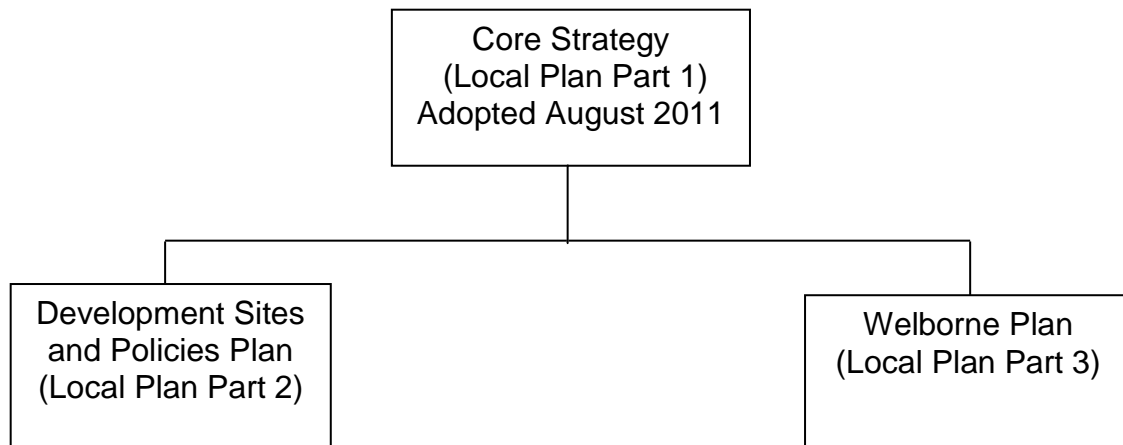 Core Strategy
(Local Plan Part 1)
Adopted August 2011
Development Sites
and Policies Plan
(Local Plan Part 2)
Welborne Plan
(Local Plan Part 3)